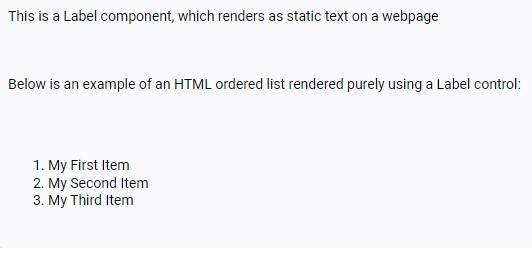 This is a Label component, which renders as static text on a webpage
Below is an example of an HTML ordered list rendered purely using a Label control:
1. My First Item
2. My Second Item
3. My Third Item